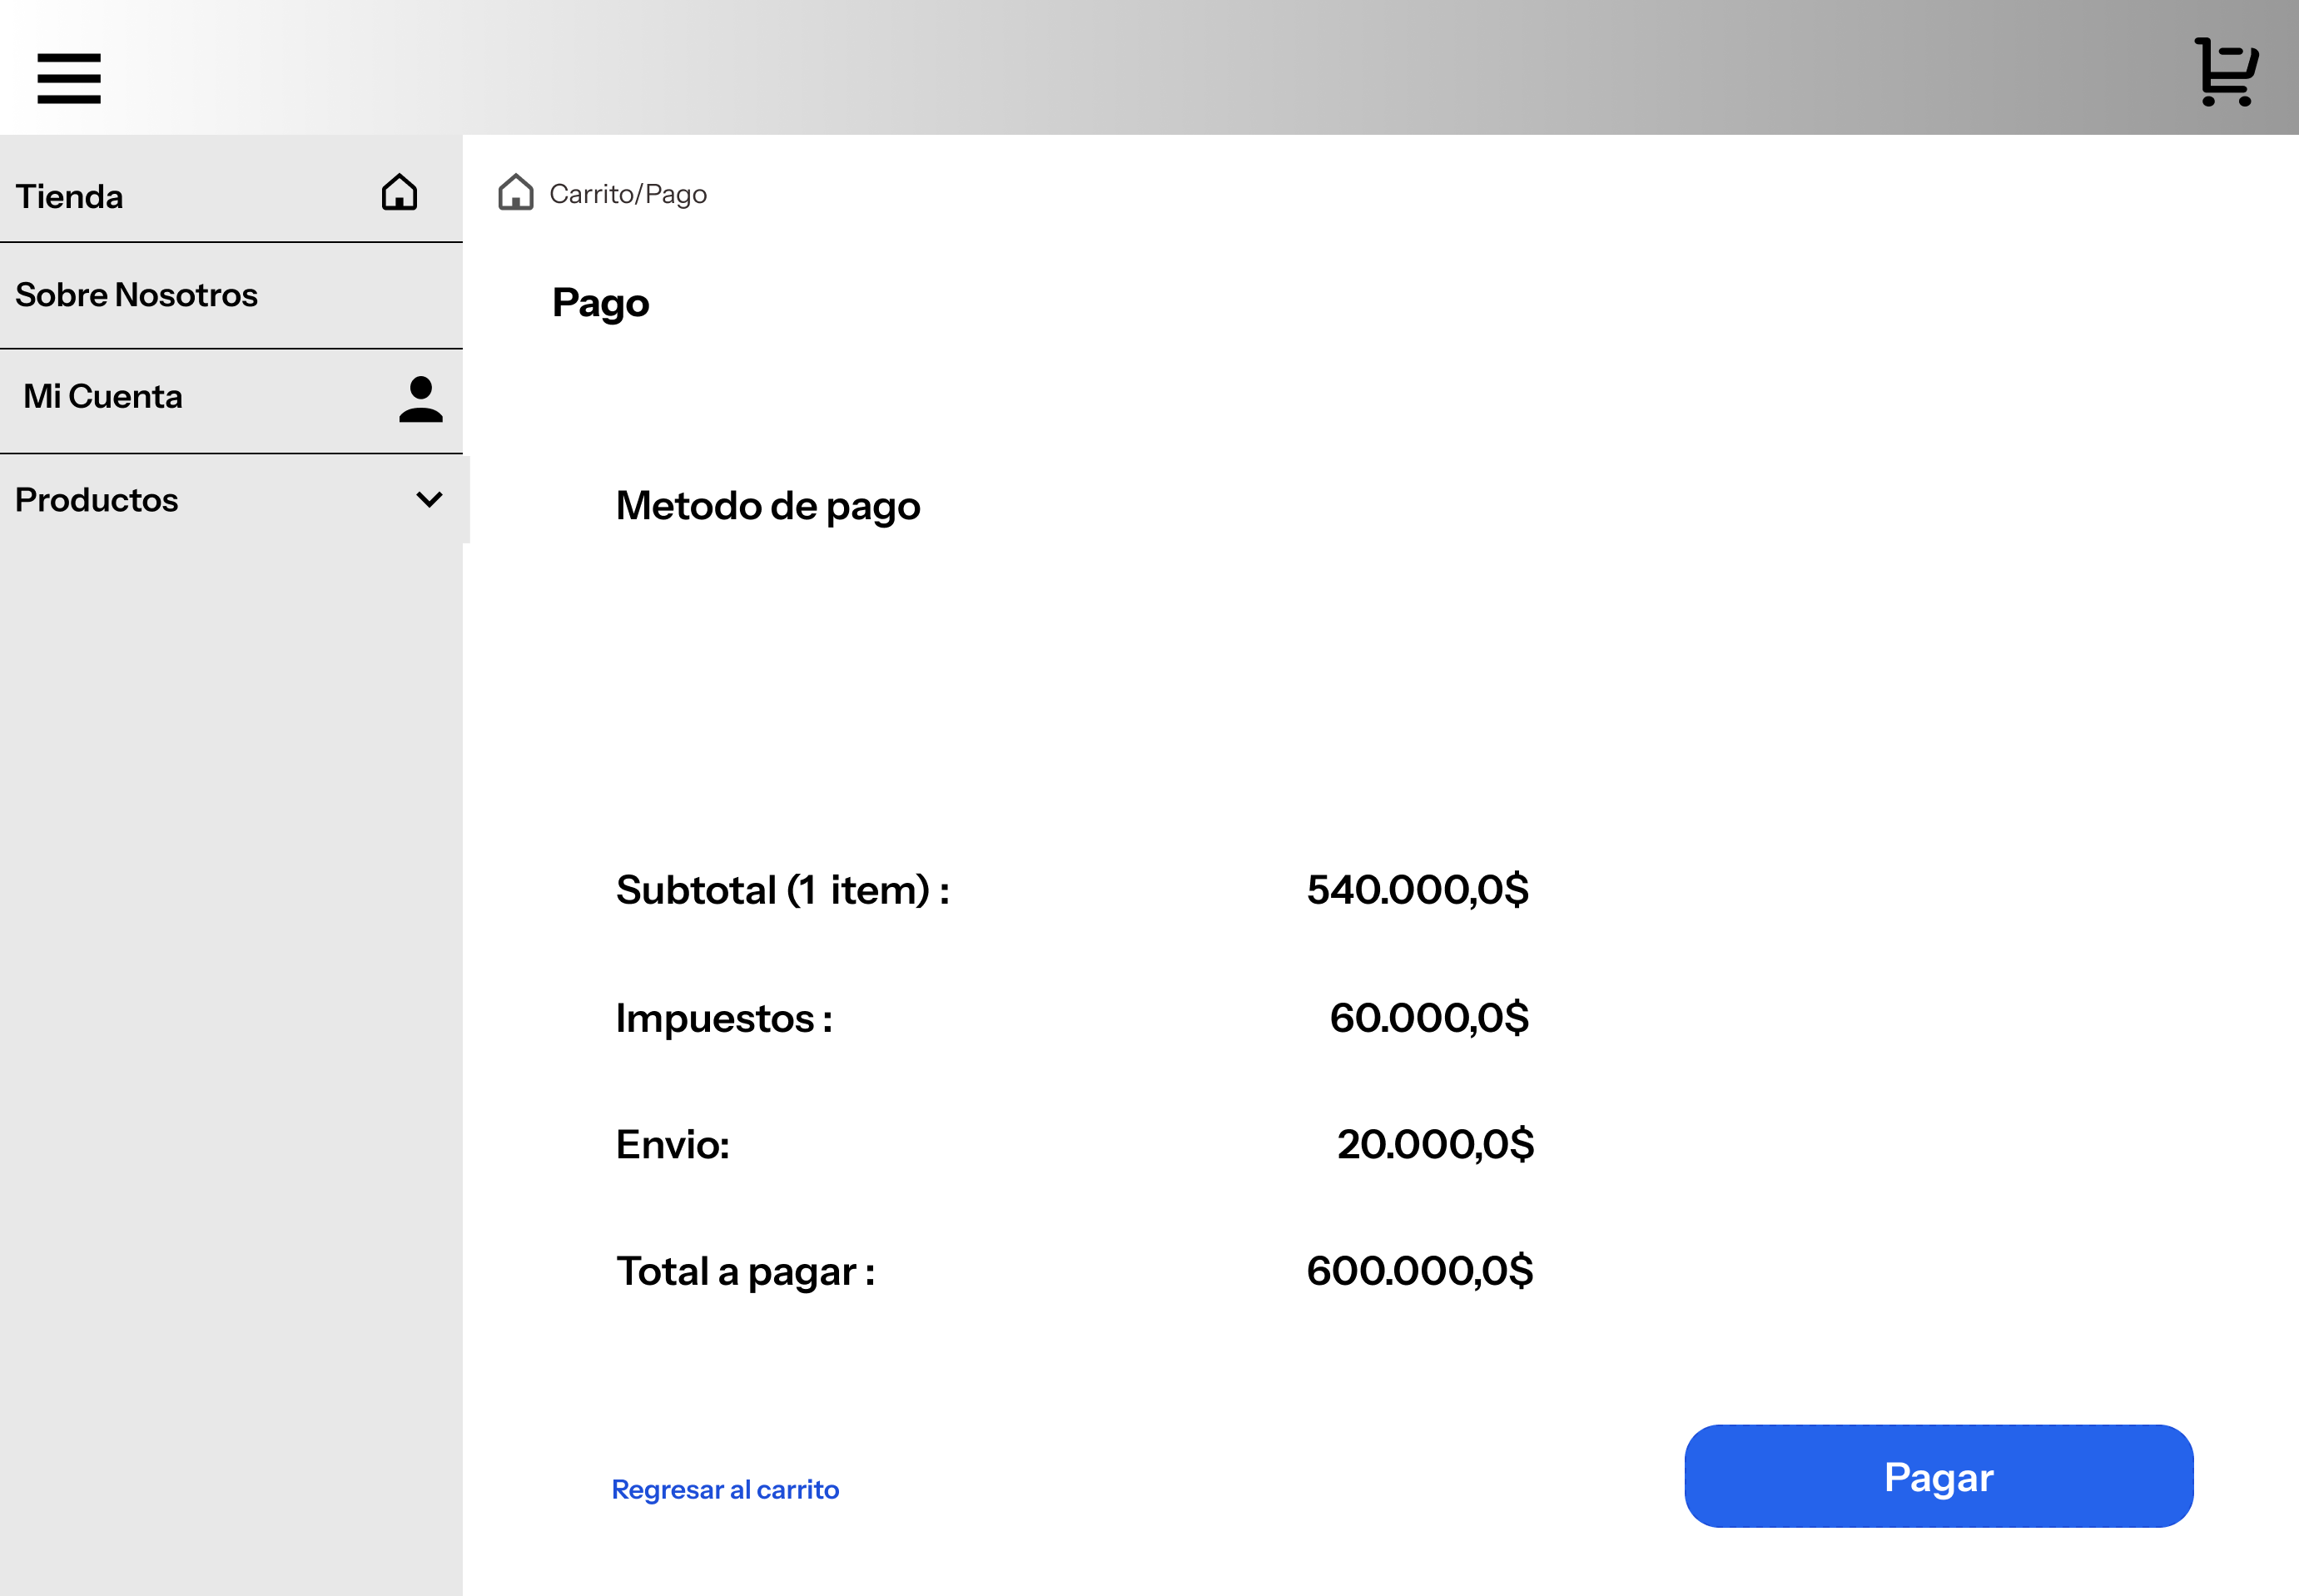 Tienda
Carrito/Pago
Sobre Nosotros
Pago
Mi Cuenta
Productos
Metodo de pago
Subtotal (1 item) : 540.000,0$
Impuestos : 60.000,0$
Envio: 20.000,0$
Total a pagar : 600.000,0$
Regresar al carrito
Pagar